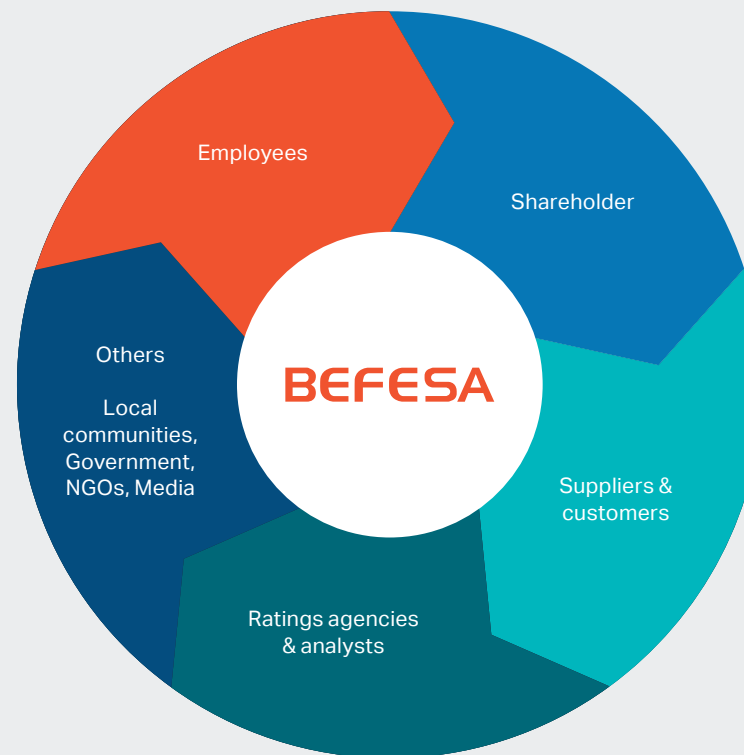 Employees
Shareholder
Others
Local
communities,
Government,
NGOs, Media
BEFESA
Suppliers &
customers
Ratings agencies
& analysts